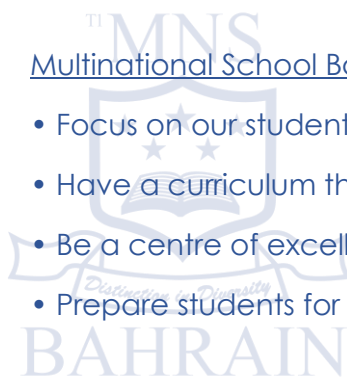 TI MNS
Multinational School Ba
• Focus on our student
• Have a curriculum th
• Be a centre of excell
Distinction in Diversity
• Prepare students for
BAHRAIN